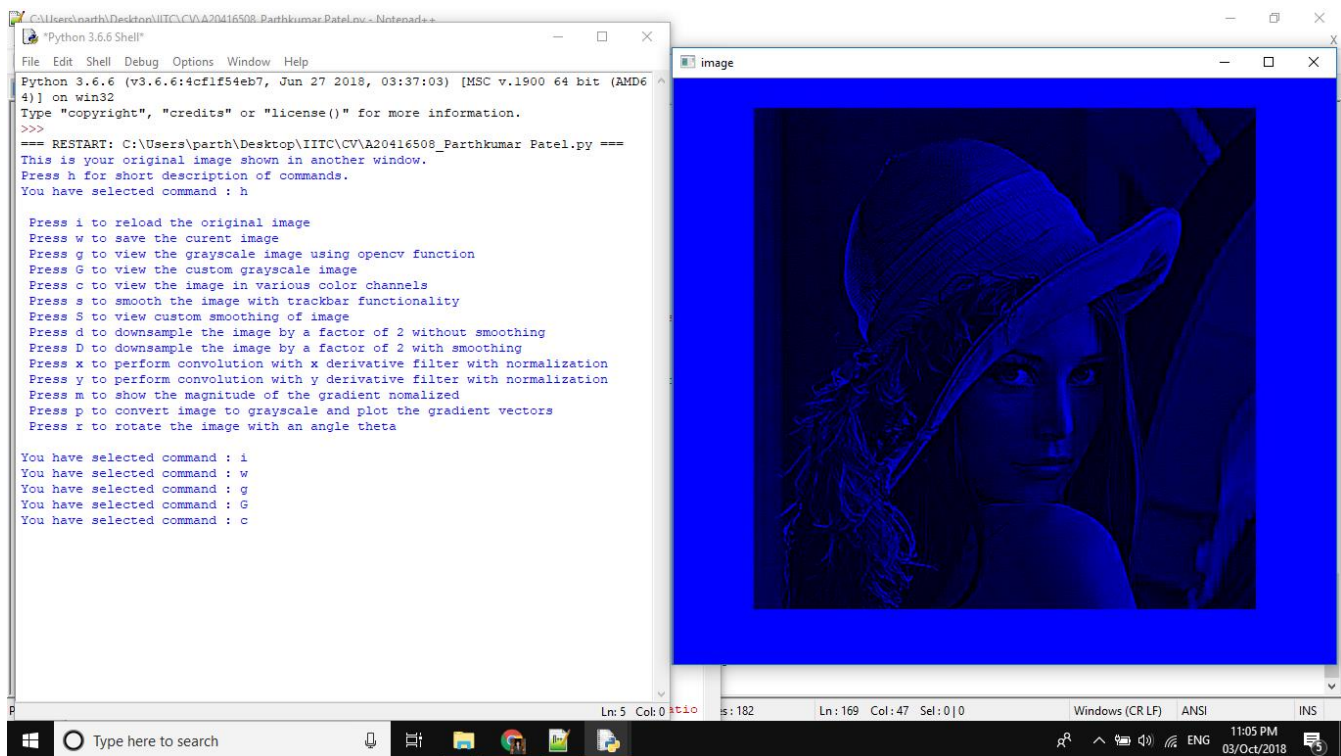 C:\Users\parth\Desktop\IITC\CV\A20416508_Parthkumar Patel.py - Notepad++
*Python 3.6.6 Shell*
File Edit Shell Debug Options Window Help
Python 3.6.6 (v3.6.6:4cf1f54eb7, Jun 27 2018, 03:37:03) [MSC v.1900 64 bit (AMD6
4)] on win32
Type "copyright", "credits" or "license()" for more information.
>>>
=== RESTART: C:\Users\parth\Desktop\IITC\CV\A20416508_Parthkumar Patel.py ===
This is your original image shown in another window.
Press h for short description of commands.
You have selected command : h
Press i to reload the original image
Press w to save the curent image
Press g to view the grayscale image using opencv function
Press G to view the custom grayscale image
Press c to view the image in various color channels
Press s to smooth the image with trackbar functionality
Press S to view custom smoothing of image
Press d to downsample the image by a factor of 2 without smoothing
Press D to downsample the image by a factor of 2 with smoothing
Press x to perform convolution with x derivative filter with normalization
Press y to perform convolution with y derivative filter with normalization
Press m to show the magnitude of the gradient nomalized
Press p to convert image to grayscale and plot the gradient vectors
Press r to rotate the image with an angle theta
You have selected command : i
You have selected command : w
You have selected command : g
You have selected command : G
You have selected command : c
Ln: 5 Col: 0
image
Ln : 169 Col : 47 Sel : 0 | 0 Windows (CR LF) ANSI INS
Type here to search
ENG
11:05 PM
03/Oct/2018